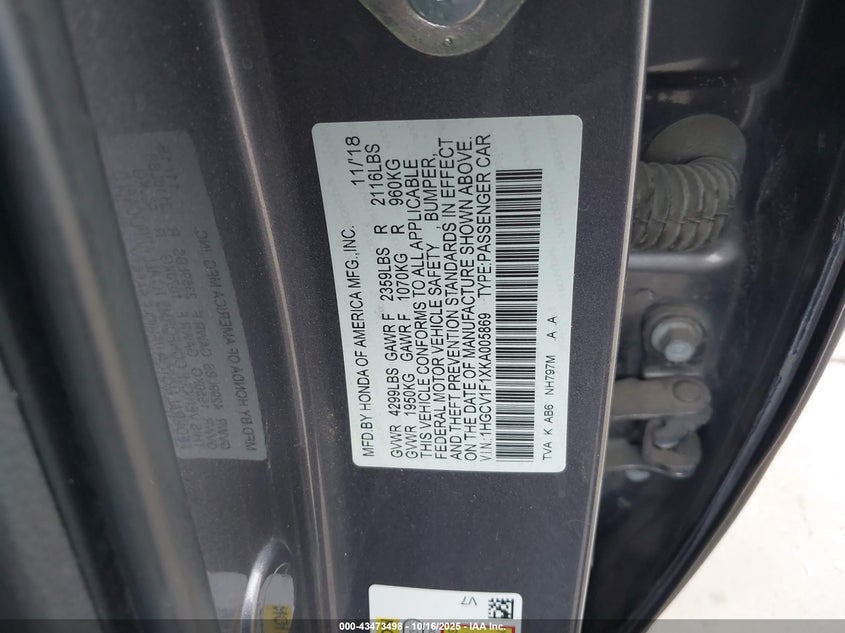 MFD.BY HONDA OF AMERICA MFG.,INC. 11/'18
GVWR 4299LBS GAWR F 2359LBS R 2116LBS
GVWR 1950KG GAWR F 1070KG R 960KG
THIS VEHICLE CONFORMS TO ALL APPLICABLE
FEDERAL MOTOR VEHICLE SAFETY , BUMPER,
AND THEFT PREVENTION STANDARDS IN EFFECT
ON THE DATE OF MANUFACTURE SHOWN ABOVE.
V.I.N.:1HGCV1F1XKA005869 TYPE:PASSENGER CAR
TVA K AB6 NH797M A A
V7
000-43473498 - 10/16/2025 - IAA Inc.